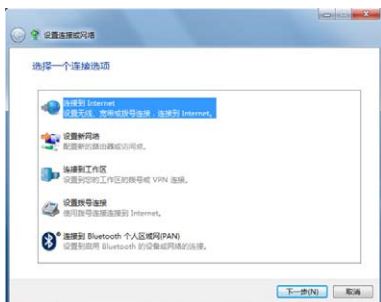 设置连接或网络
选择一个连接选项
连接到 Internet
设置无线、宽带或拨号连接，连接到 Internet。
设置新网络
配置新的路由器或访问点。
连接到工作区
设置到您的工作区的拨号或 VPN 连接。
设置拨号连接
使用拨号连接连接到 Internet。
连接到 Bluetooth 个人区域网(PAN)
设置到启用 Bluetooth 的设备或网络的连接。
下一步(N)
取消